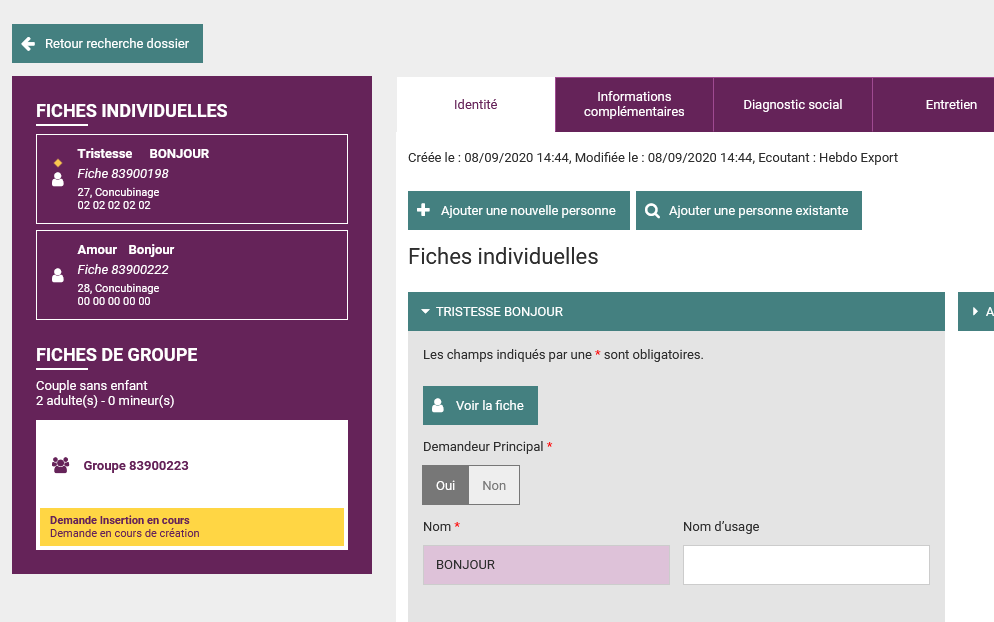 Retour recherche dossier
FICHES INDIVIDUELLES
Tristesse BONJOUR
Fiche 83900198
27, Concubinage
02 02 02 02 02
Amour Bonjour
Fiche 83900222
28, Concubinage
00 00 00 00 00
FICHES DE GROUPE
Couple sans enfant
2 adulte(s) - 0 mineur(s)
Groupe 83900223
Demande Insertion en cours
Demande en cours de création
Identité
Informations
complémentaires
Diagnostic social
Entretien
Créée le : 08/09/2020 14:44, Modifiée le : 08/09/2020 14:44, Ecoutant : Hebdo Export
Ajouter une nouvelle personne
Ajouter une personne existante
Fiches individuelles
TRISTESSE BONJOUR
A
Les champs indiqués par une * sont obligatoires.
Voir la fiche
Demandeur Principal *
Oui Non
Nom *
Nom d’usage
BONJOUR